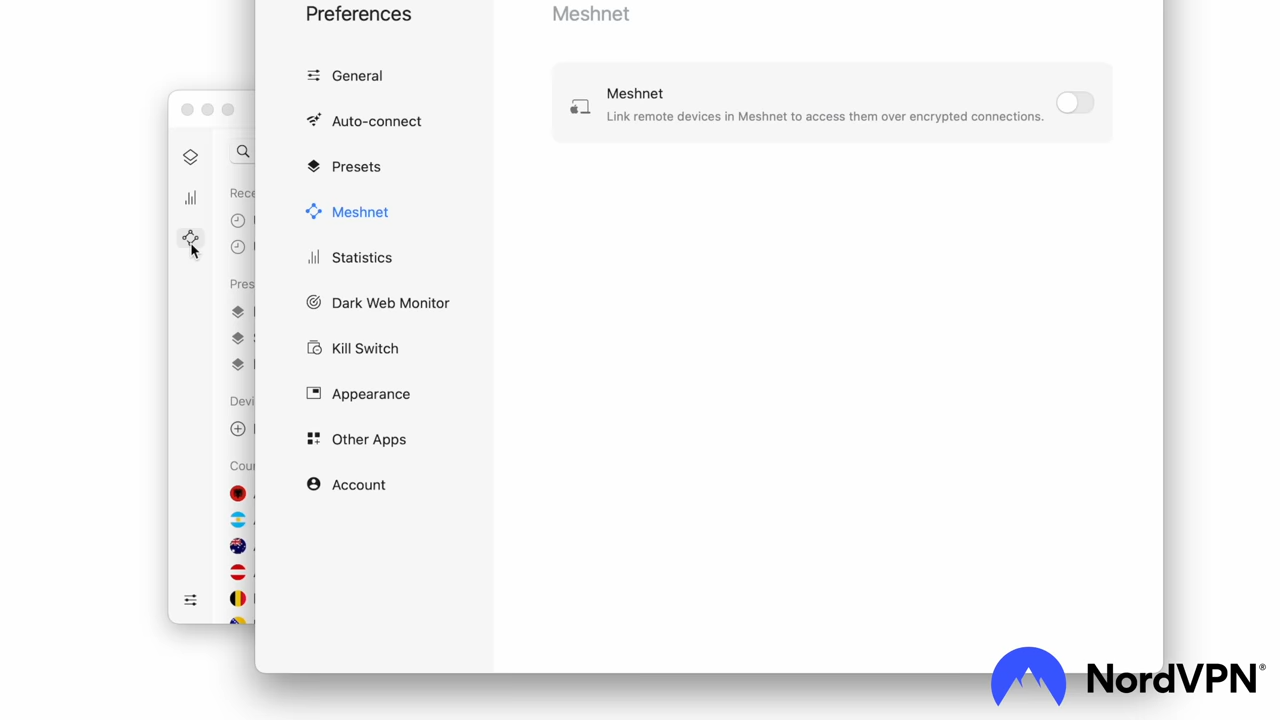 Preferences
General
Auto-connect
Presets
Meshnet
Statistics
Dark Web Monitor
Kill Switch
Appearance
Other Apps
Account
Meshnet
Meshnet
Link remote devices in Meshnet to access them over encrypted connections.
NordVPN®